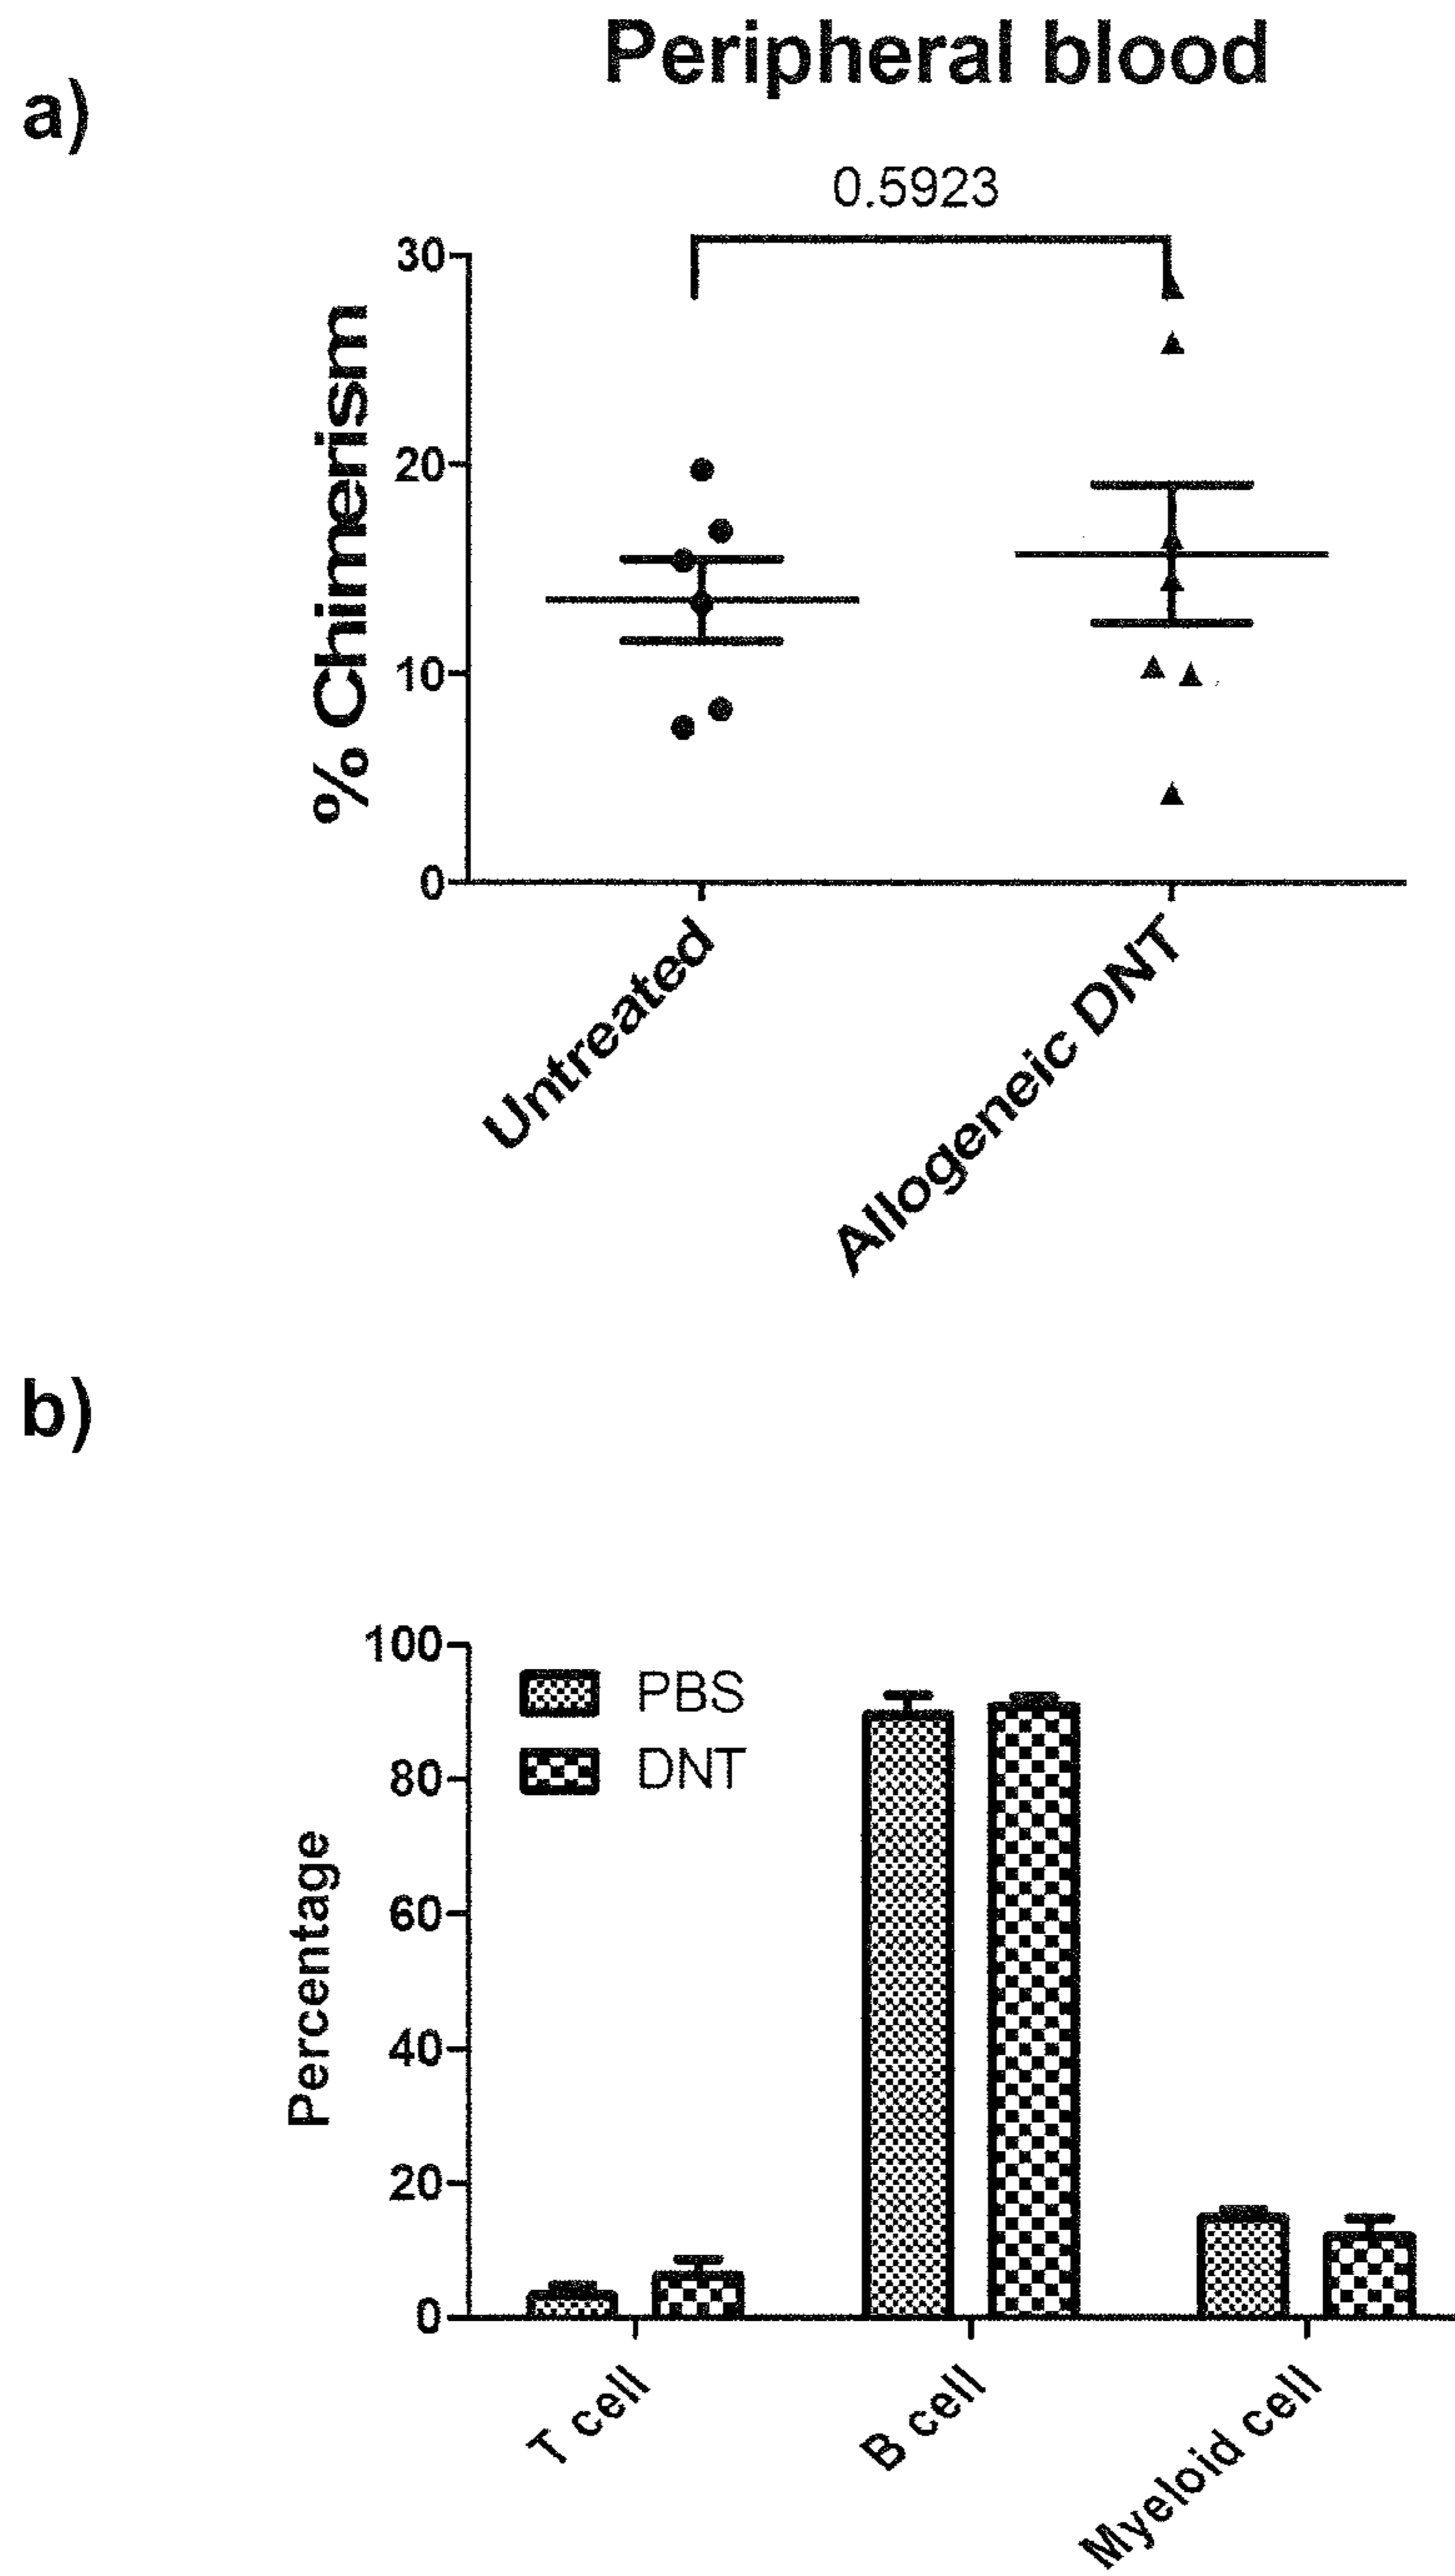 Peripheral blood
a)
0.5923
30
20
10
0
% Chimerism
Untreated
Allogeneic DNT
b)
100
80
60
40
20
0
Percentage
PBS
DNT
T cell
B cell
Myeloid cell